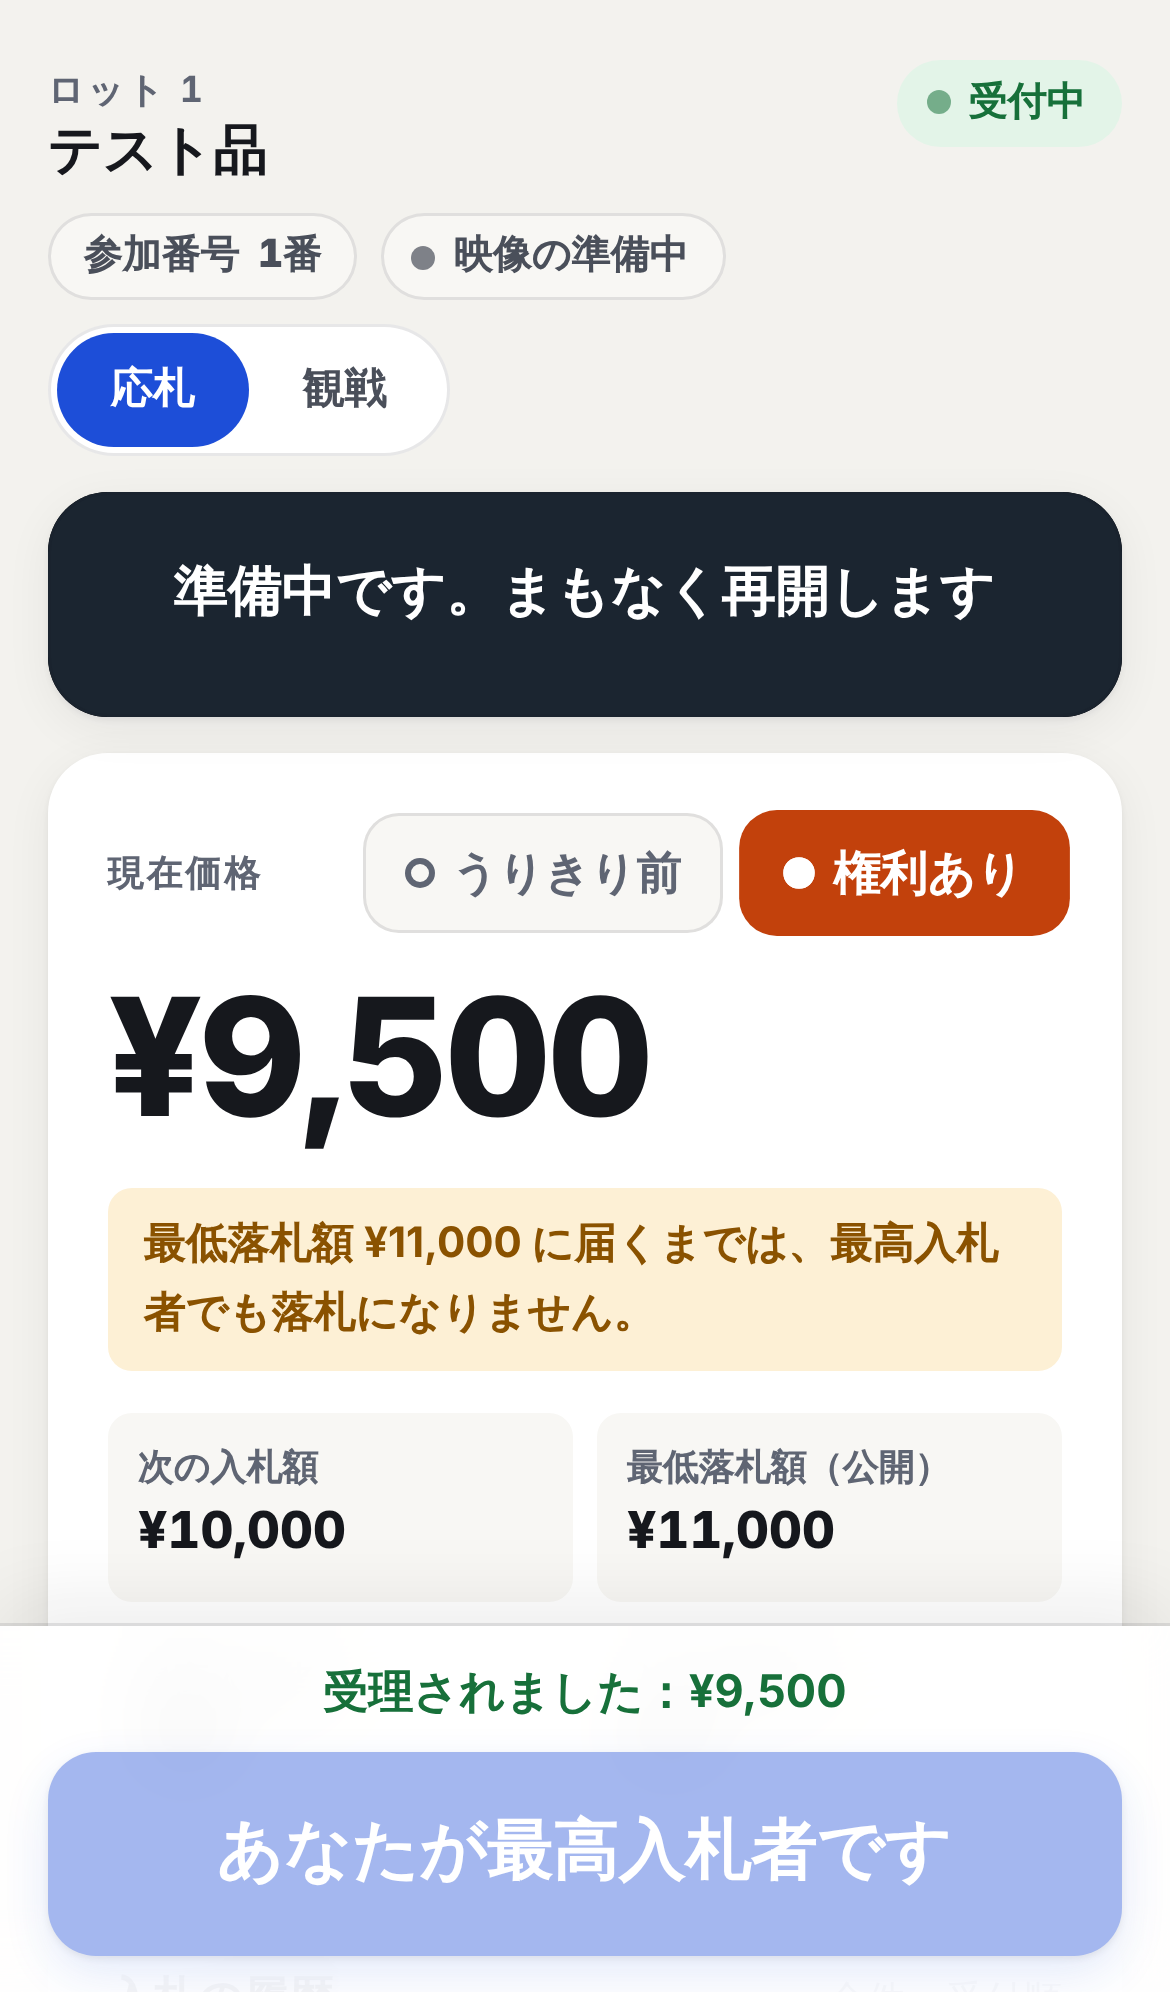 ロット 1
テスト品
受付中
参加番号 1番
映像の準備中
応札
観戦
準備中です。まもなく再開します
現在価格
うりきり前
権利あり
¥9,500
最低落札額 ¥11,000 に届くまでは、最高入札
者でも落札になりません。
次の入札額
¥10,000
最低落札額（公開）
¥11,000
受理されました：¥9,500
あなたが最高入札者です
入札の履歴